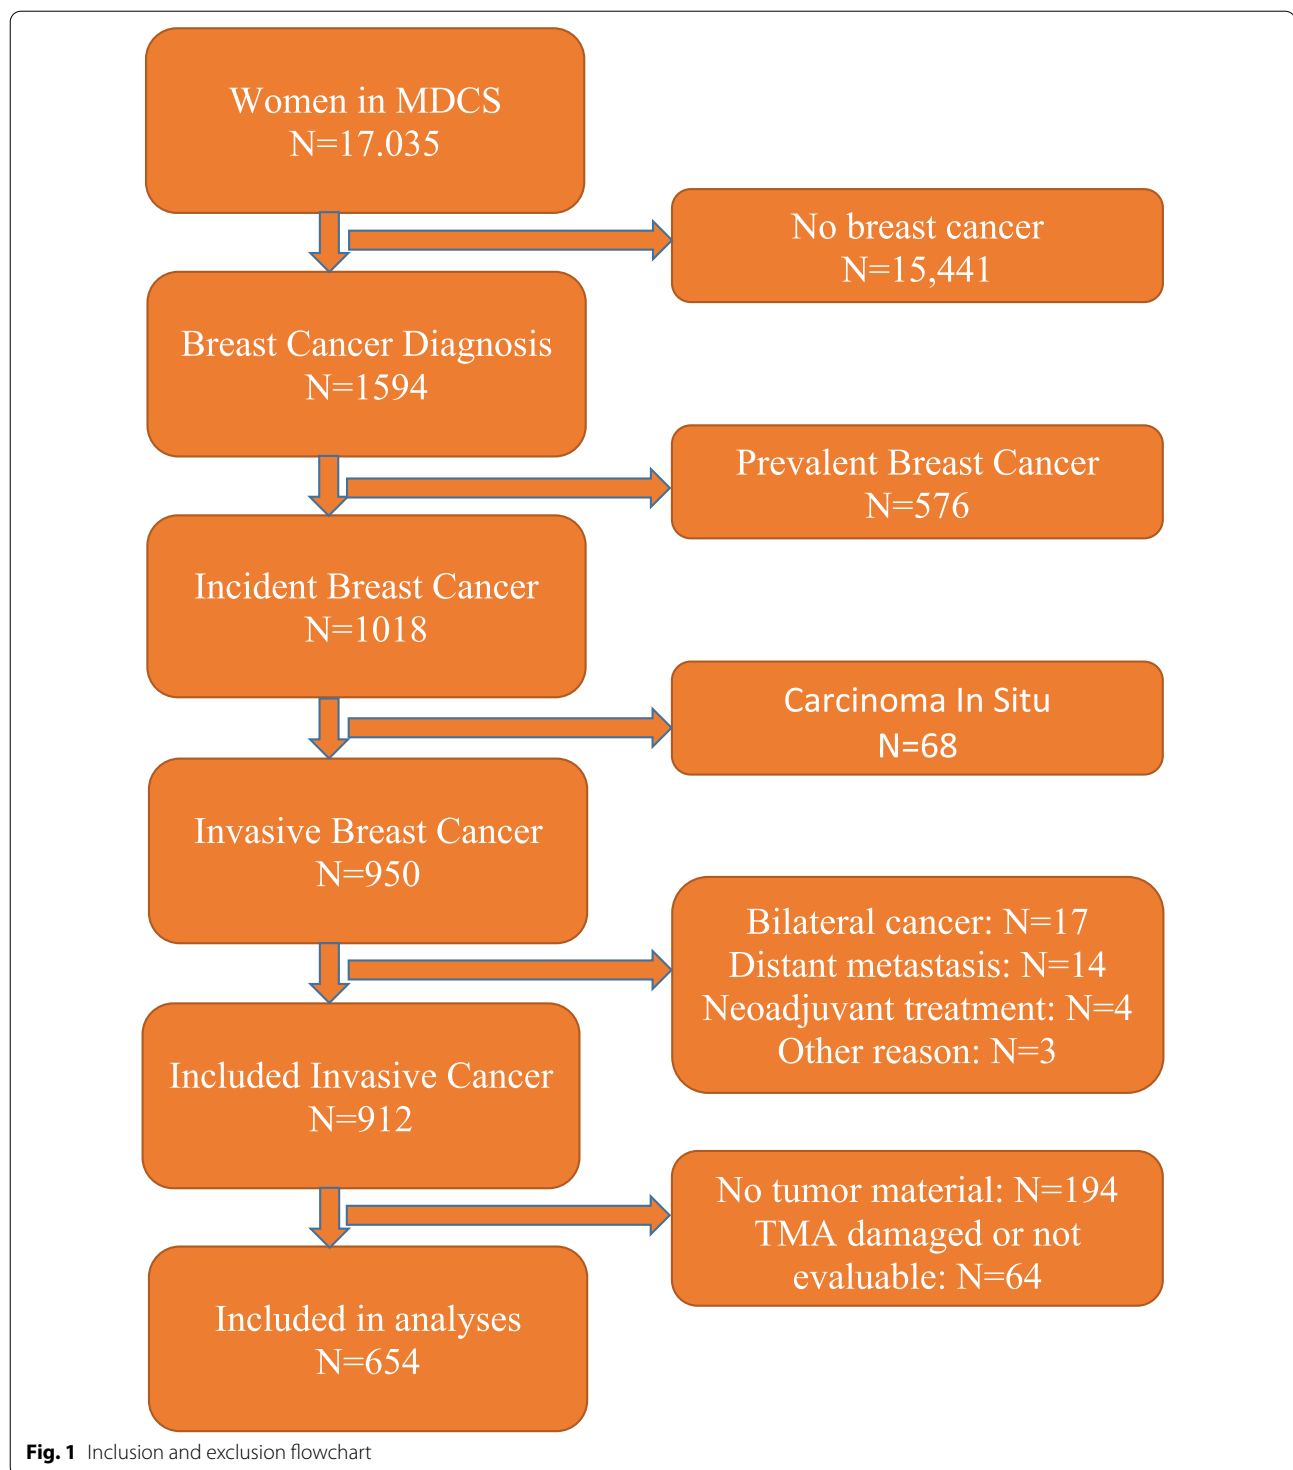 Women in MDCS
N=17.035
No breast cancer
N=15,441
Breast Cancer Diagnosis
N=1594
Prevalent Breast Cancer
N=576
Incident Breast Cancer
N=1018
Carcinoma In Situ
N=68
Invasive Breast Cancer
N=950
Bilateral cancer: N=17
Distant metastasis: N=14
Neoadjuvant treatment: N=4
Other reason: N=3
Included Invasive Cancer
N=912
No tumor material: N=194
TMA damaged or not
evaluable: N=64
Included in analyses
N=654
Fig. 1 Inclusion and exclusion flowchart